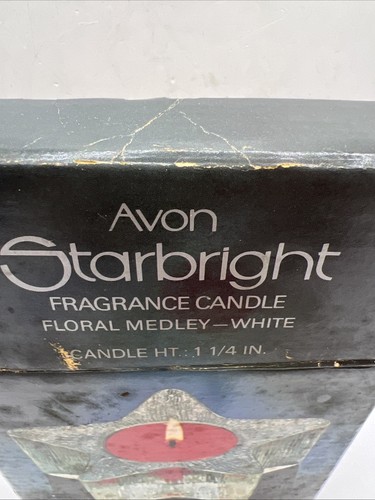 Avon
Starbright
FRAGRANCE CANDLE
FLORAL MEDLEY—WHITE
CANDLE HT.: 1 1/4 IN.